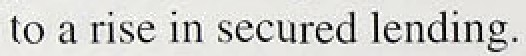 to a rise in secured lending.